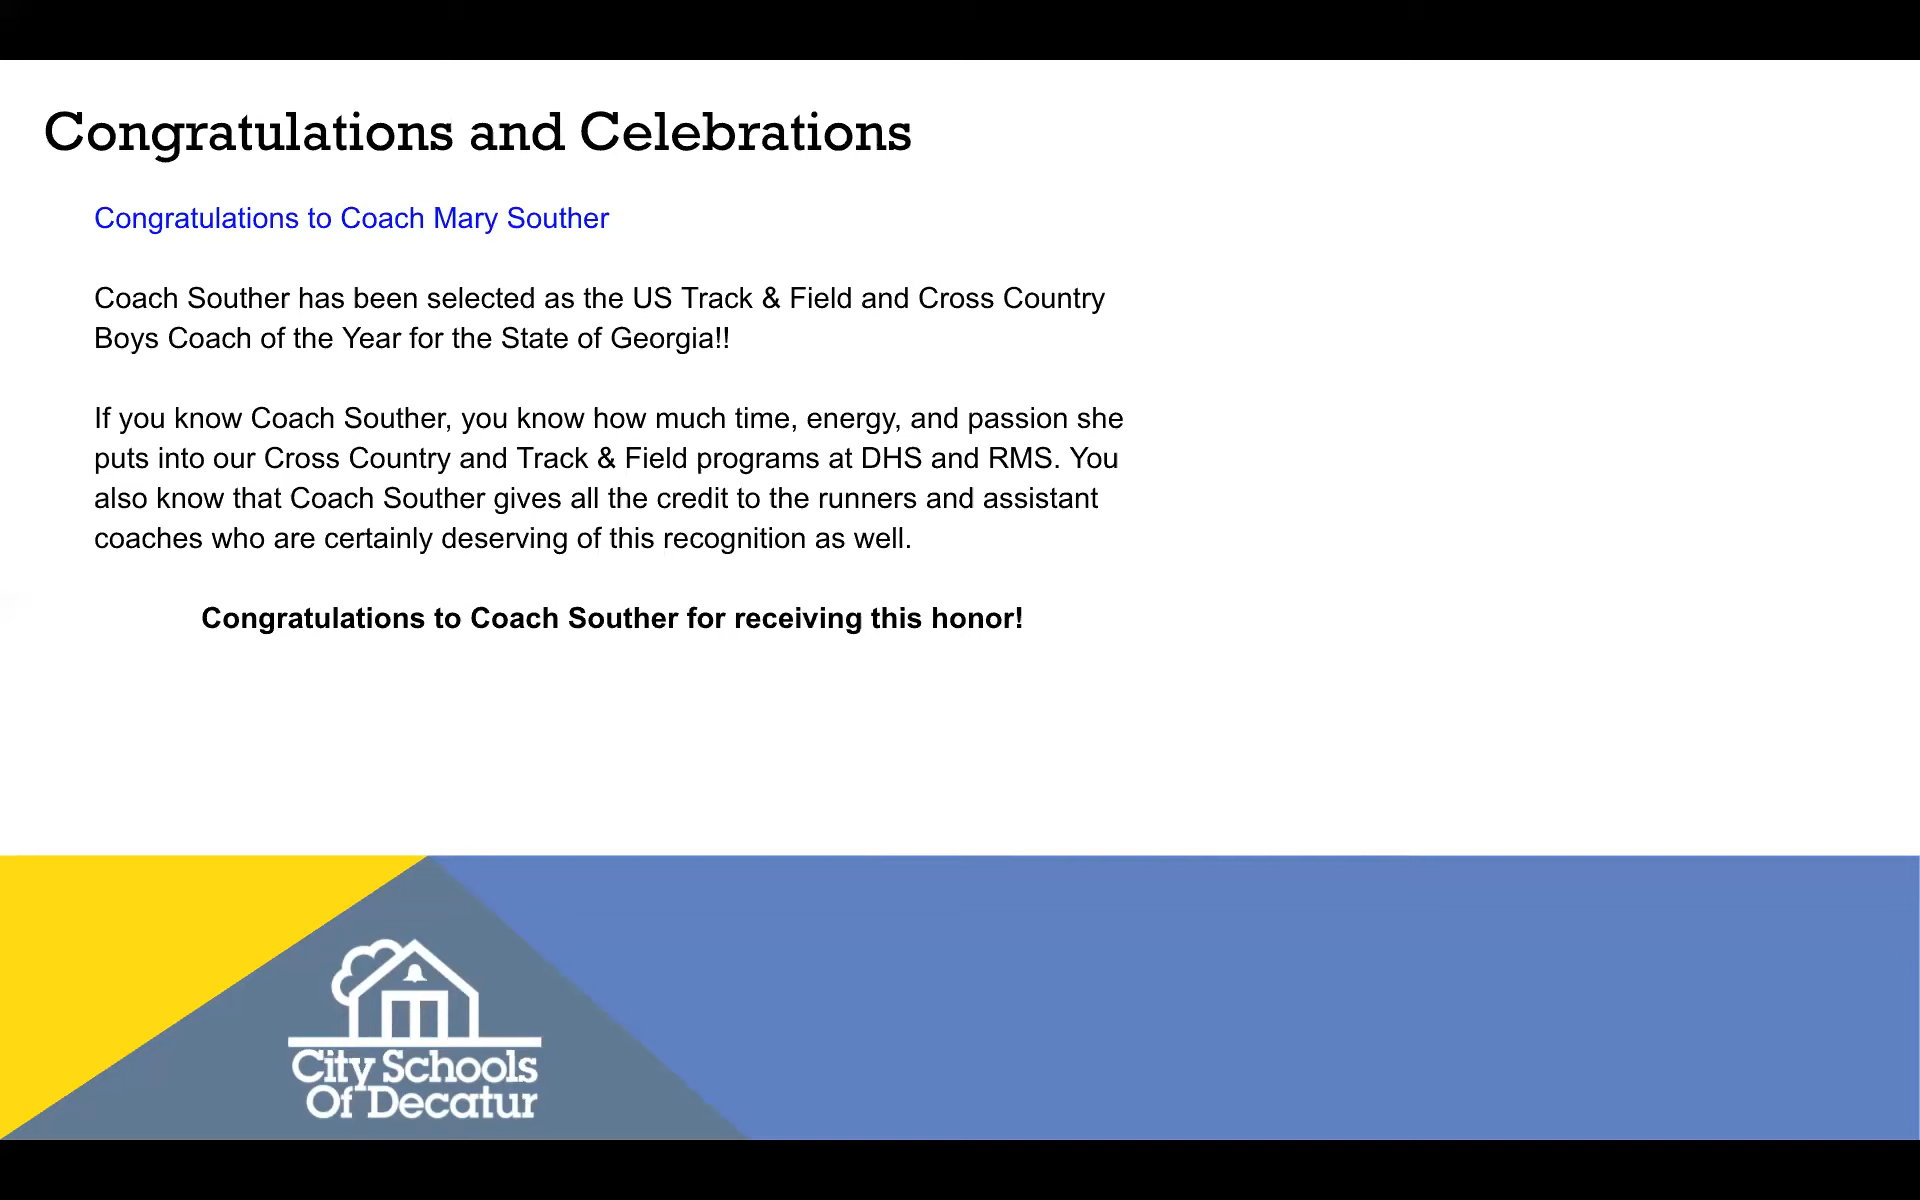 Congratulations and Celebrations
Congratulations to Coach Mary Souther
Coach Souther has been selected as the US Track & Field and Cross Country
Boys Coach of the Year for the State of Georgia!!
If you know Coach Souther, you know how much time, energy, and passion she
puts into our Cross Country and Track & Field programs at DHS and RMS. You
also know that Coach Souther gives all the credit to the runners and assistant
coaches who are certainly deserving of this recognition as well.
Congratulations to Coach Souther for receiving this honor!
City Schools
Of Decatur